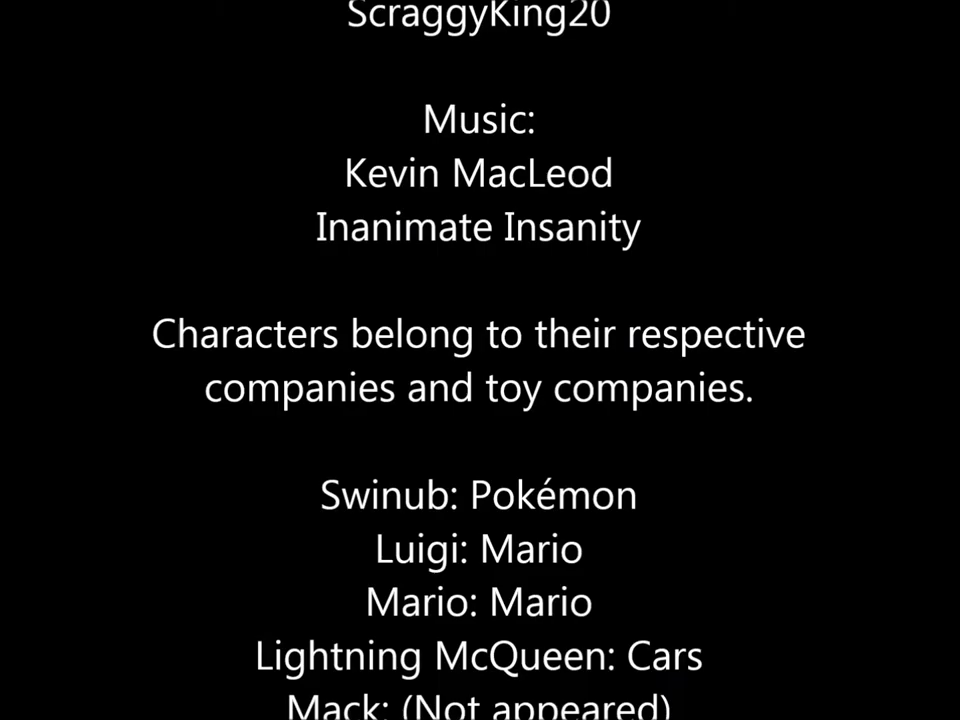 ScraggyKing20
Music:
Kevin MacLeod
Inanimate Insanity
Characters belong to their respective
companies and toy companies.
Swinub: Pokémon
Luigi: Mario
Mario: Mario
Lightning McQueen: Cars
Mack: (Not appeared)